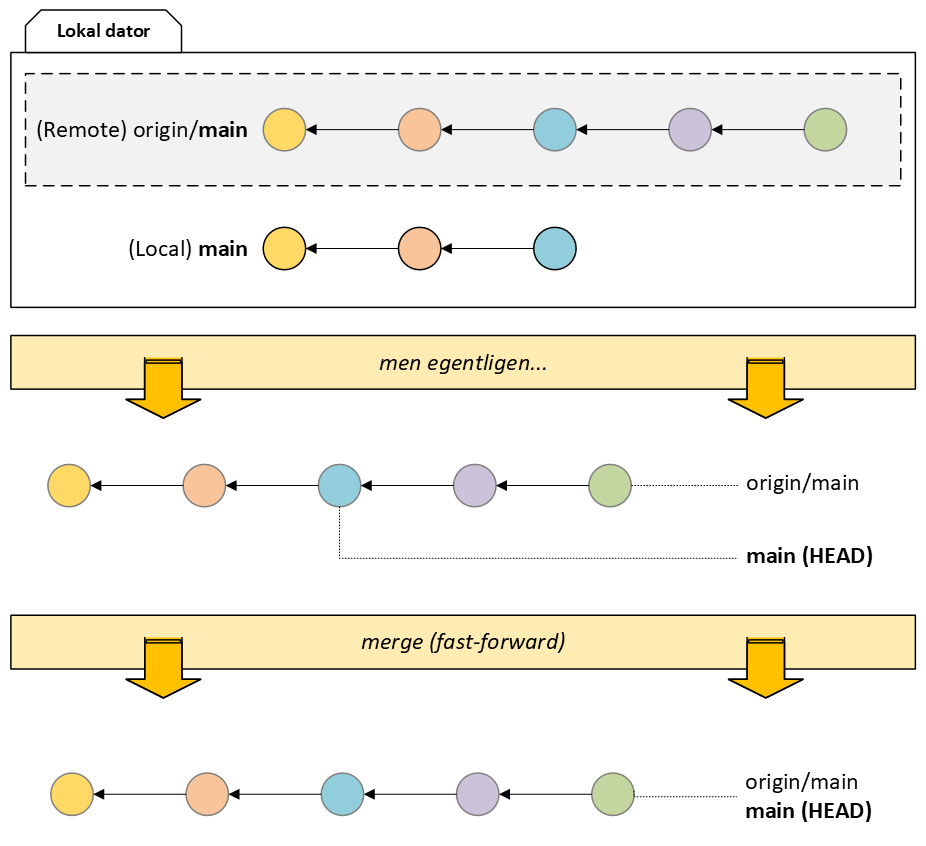 Lokal dator
(Remote) origin/main
(Local) main
men egentligen...
origin/main
main (HEAD)
merge (fast-forward)
origin/main
main (HEAD)